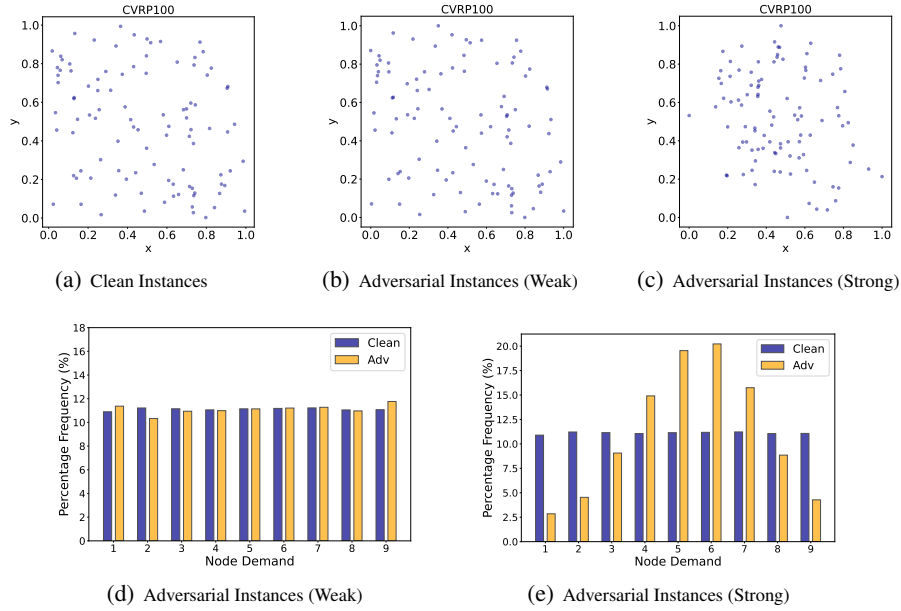 CVRP100
1.0
0.8
0.6
0.4
0.2
0.0
y
0.0 0.2 0.4 0.6 0.8 1.0
x
(a) Clean Instances
CVRP100
1.0
0.8
0.6
0.4
0.2
0.0
y
0.0 0.2 0.4 0.6 0.8 1.0
x
(b) Adversarial Instances (Weak)
CVRP100
1.0
0.8
0.6
0.4
0.2
0.0
y
0.0 0.2 0.4 0.6 0.8 1.0
x
(c) Adversarial Instances (Strong)
18
16
14
12
10
8
6
4
2
0
Percentage Frequency (%)
Clean
Adv
1 2 3 4 5 6 7 8 9
Node Demand
(d) Adversarial Instances (Weak)
20.0
17.5
15.0
12.5
10.0
7.5
5.0
2.5
0.0
Percentage Frequency (%)
Clean
Adv
1 2 3 4 5 6 7 8 9
Node Demand
(e) Adversarial Instances (Strong)